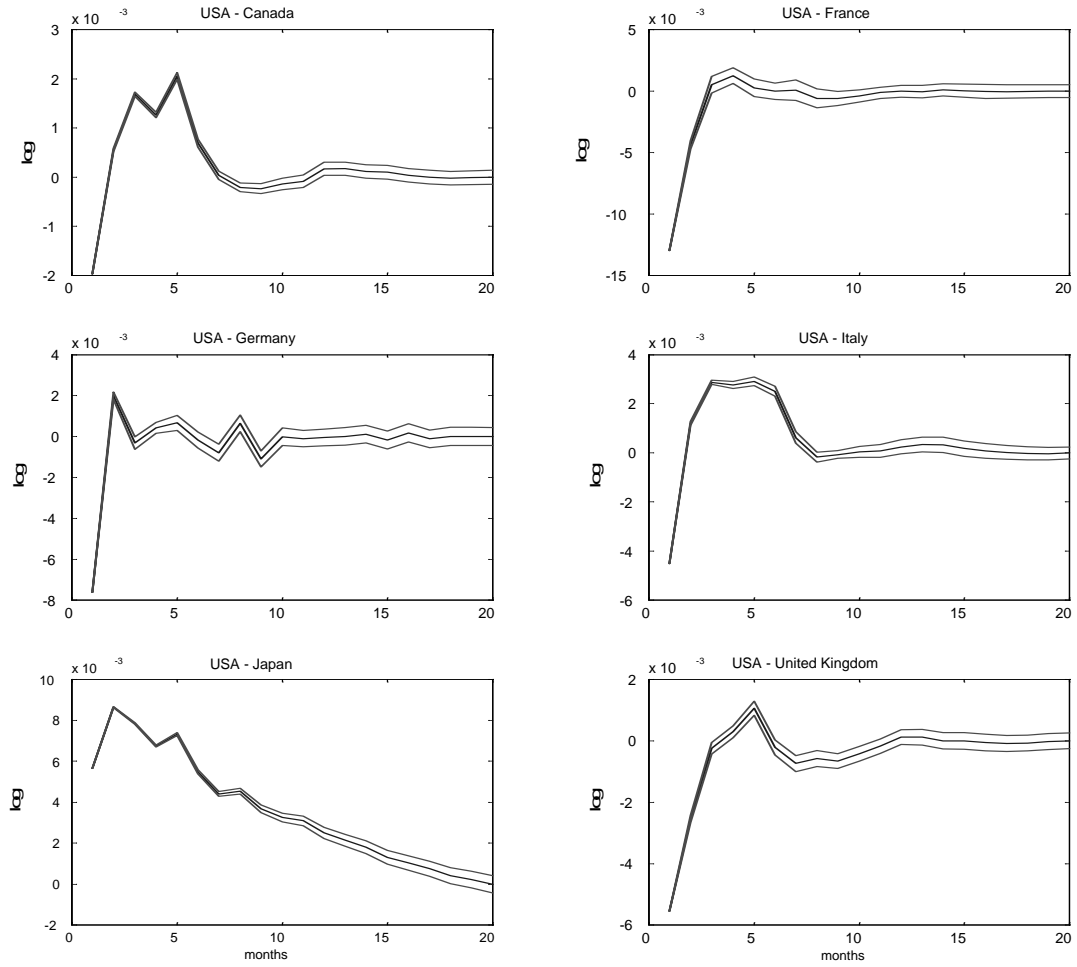 x 10 -3 USA - Canada
3
2
1
0
-1
-2
log
0 5 10 15 20
x 10 -3 USA - France
5
0
-5
-10
-15
log
0 5 10 15 20
x 10 -3 USA - Germany
4
2
0
-2
-4
-6
-8
log
0 5 10 15 20
x 10 -3 USA - Italy
4
2
0
-2
-4
-6
log
0 5 10 15 20
x 10 -3 USA - Japan
10
8
6
4
2
0
-2
log
0 5 10 15 20
months
x 10 -3 USA - United Kingdom
2
0
-2
-4
-6
log
0 5 10 15 20
months